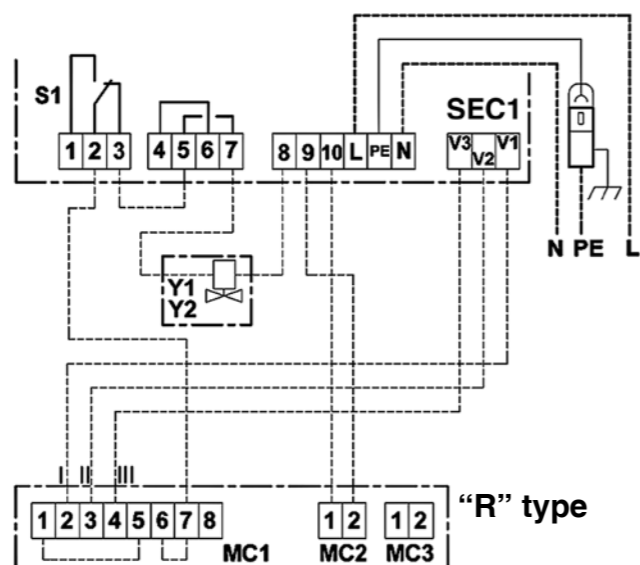 S1
SEC1
1 2 3
4 5 6 7
8 9 10 L PE N
V3 V2 V1
N PE L
Y1
Y2
I II III
"R" type
1 2 3 4 5 6 7 8
1 2
1 2
MC1
MC2
MC3